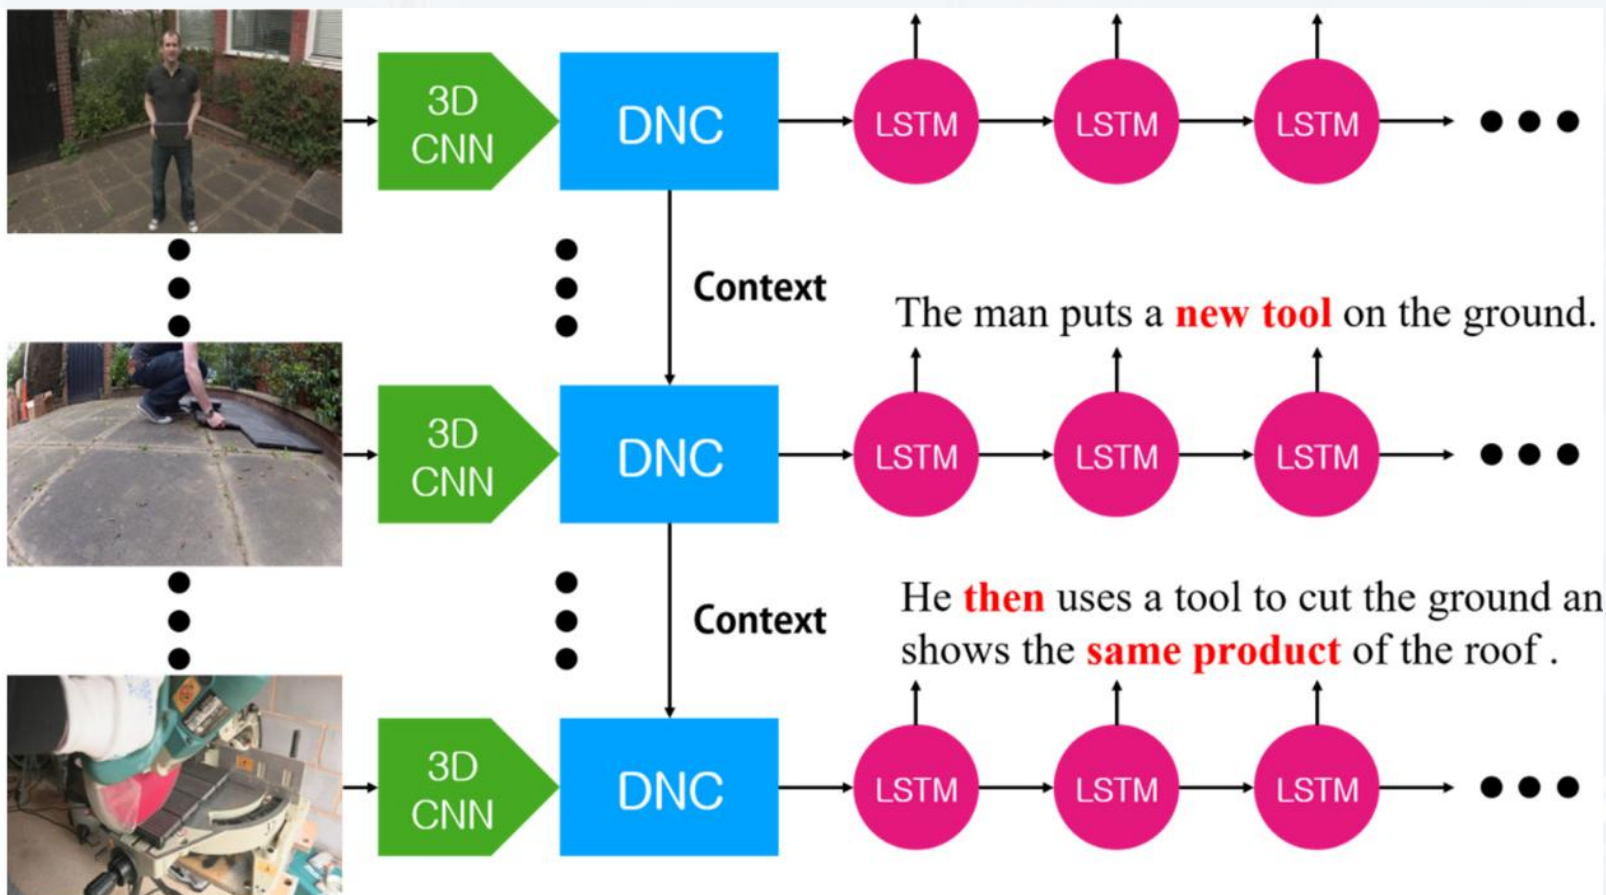 3D
CNN
DNC
LSTM
LSTM
LSTM
Context
The man puts a new tool on the ground.
3D
CNN
DNC
LSTM
LSTM
LSTM
Context
He then uses a tool to cut the ground an
shows the same product of the roof .
3D
CNN
DNC
LSTM
LSTM
LSTM